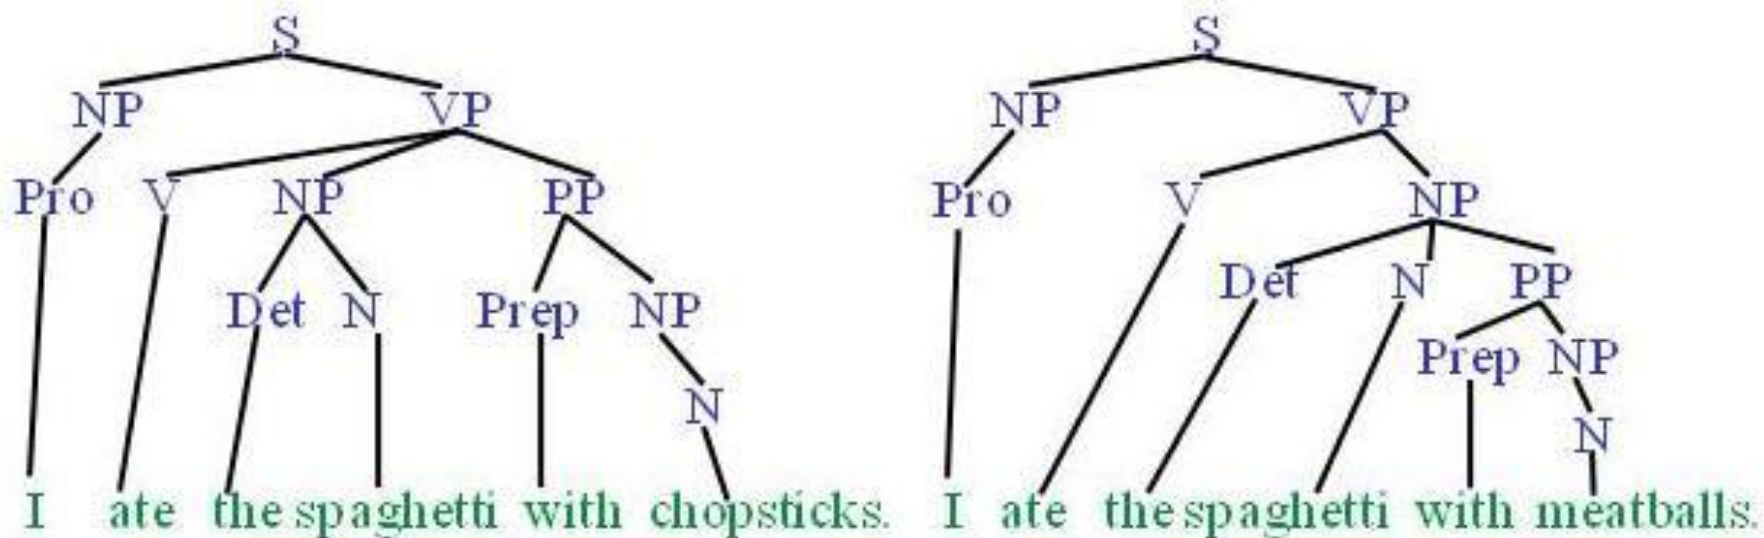 S S
NP VP NP VP
Pro V NP PP Pro V NP
Det N PP
Det N Prep NP
Prep NP
N
N
I ate the spaghetti with chopsticks. I ate the spaghetti with meatballs.